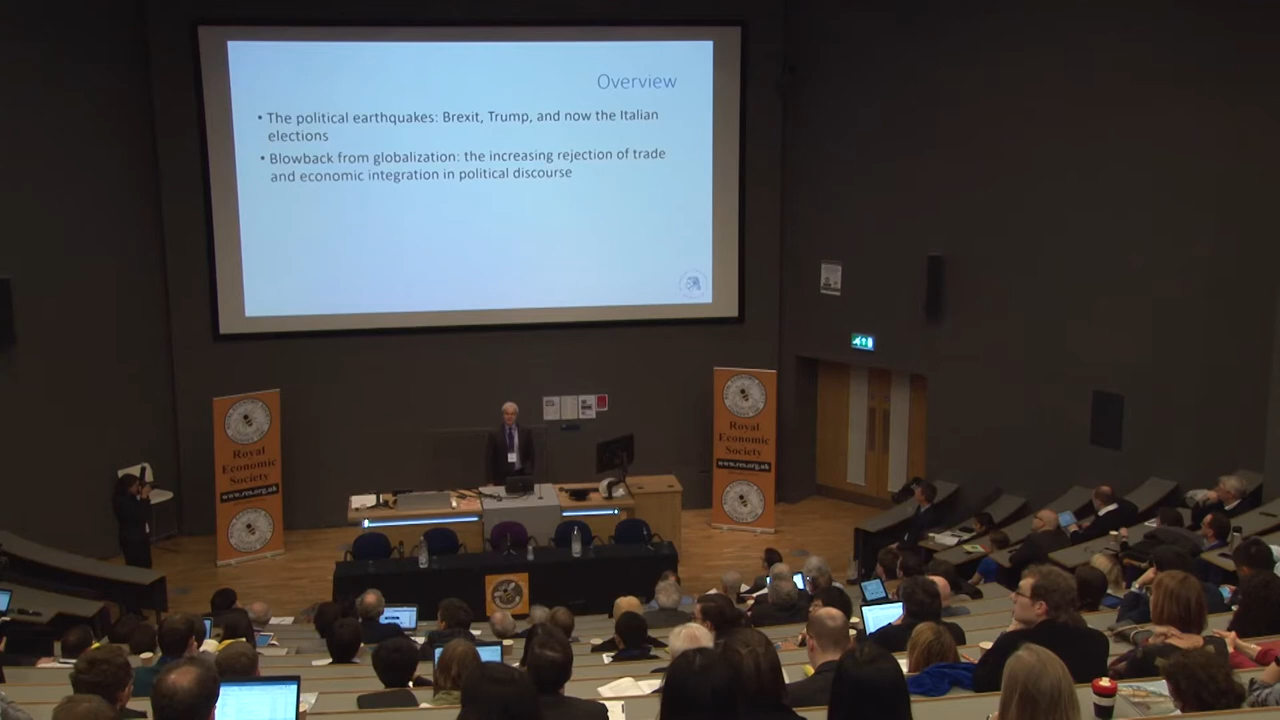 Overview
• The political earthquakes: Brexit, Trump, and now the Italian
elections
• Blowback from globalization: the increasing rejection of trade
and economic integration in political discourse
Royal
Economic
Society
www.res.org.uk
Royal
Economic
Society
www.res.org.uk